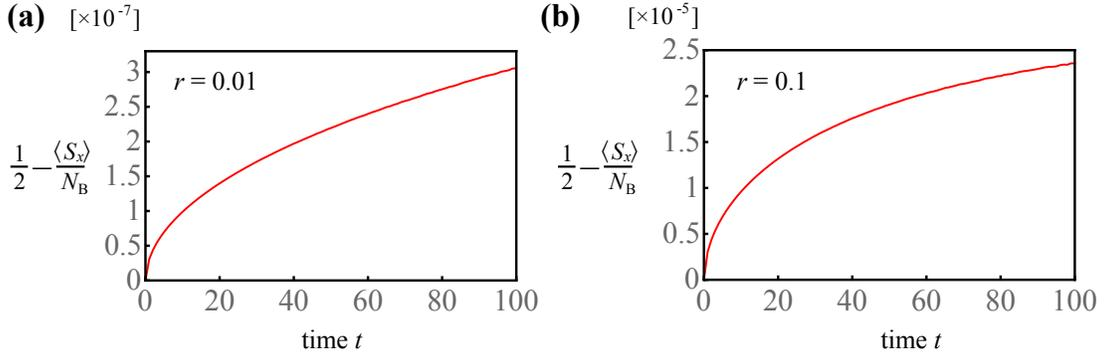 (a) [×10⁻⁷]
r = 0.01
3
2.5
2
1.5
1
0.5
0
1/2 − ⟨Sₓ⟩/N_B
0 20 40 60 80 100
time t
(b) [×10⁻⁵]
r = 0.1
2.5
2
1.5
1
0.5
0
1/2 − ⟨Sₓ⟩/N_B
0 20 40 60 80 100
time t